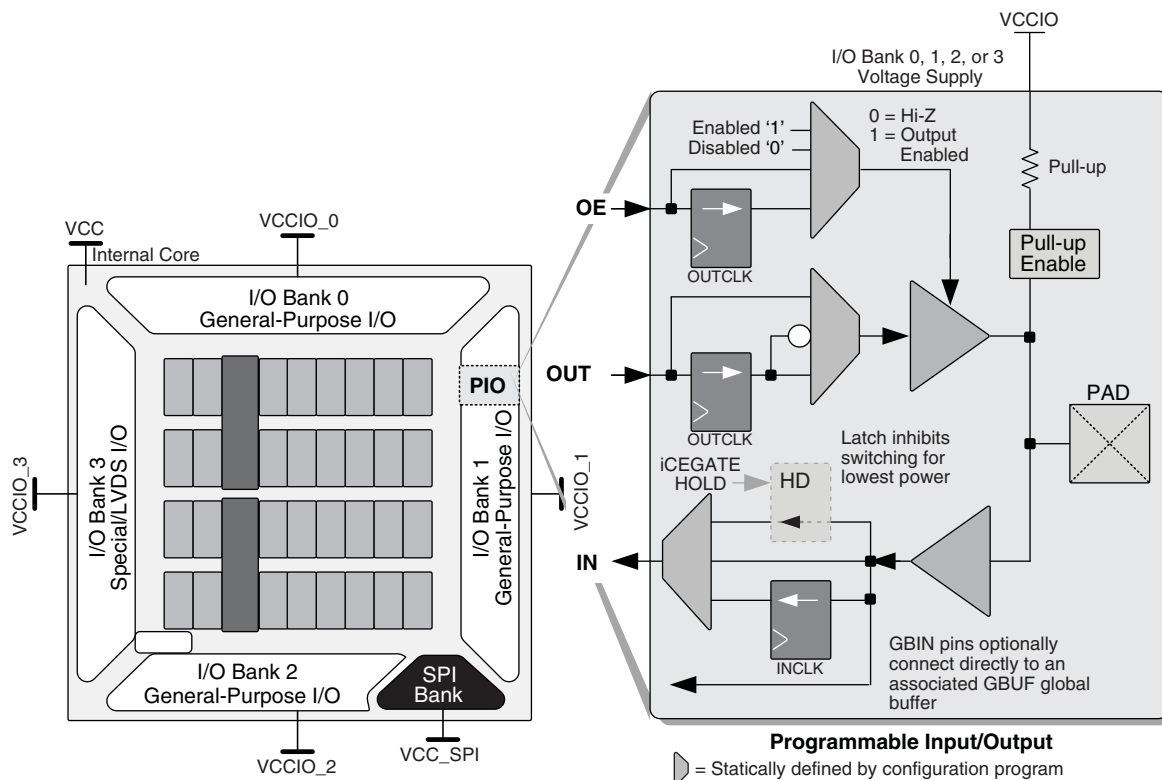 VCCIO
I/O Bank 0, 1, 2, or 3
Voltage Supply
Enabled ‘1’
Disabled ‘0’
0 = Hi-Z
1 = Output
Enabled
Pull-up
OE
OUTCLK
Pull-up
Enable
VCCIO_0
VCC
Internal Core
I/O Bank 0
General-Purpose I/O
OUT
OUTCLK
PIO
PAD
I/O Bank 3
Special/LVDS I/O
VCCIO_3
I/O Bank 1
General-Purpose I/O
VCCIO_1
iCEGATE
HOLD
HD
Latch inhibits
switching for
lowest power
IN
INCLK
GBIN pins optionally
connect directly to an
associated GBUF global
buffer
I/O Bank 2
General-Purpose I/O
SPI
Bank
VCCIO_2
VCC_SPI
Programmable Input/Output
= Statically defined by configuration program